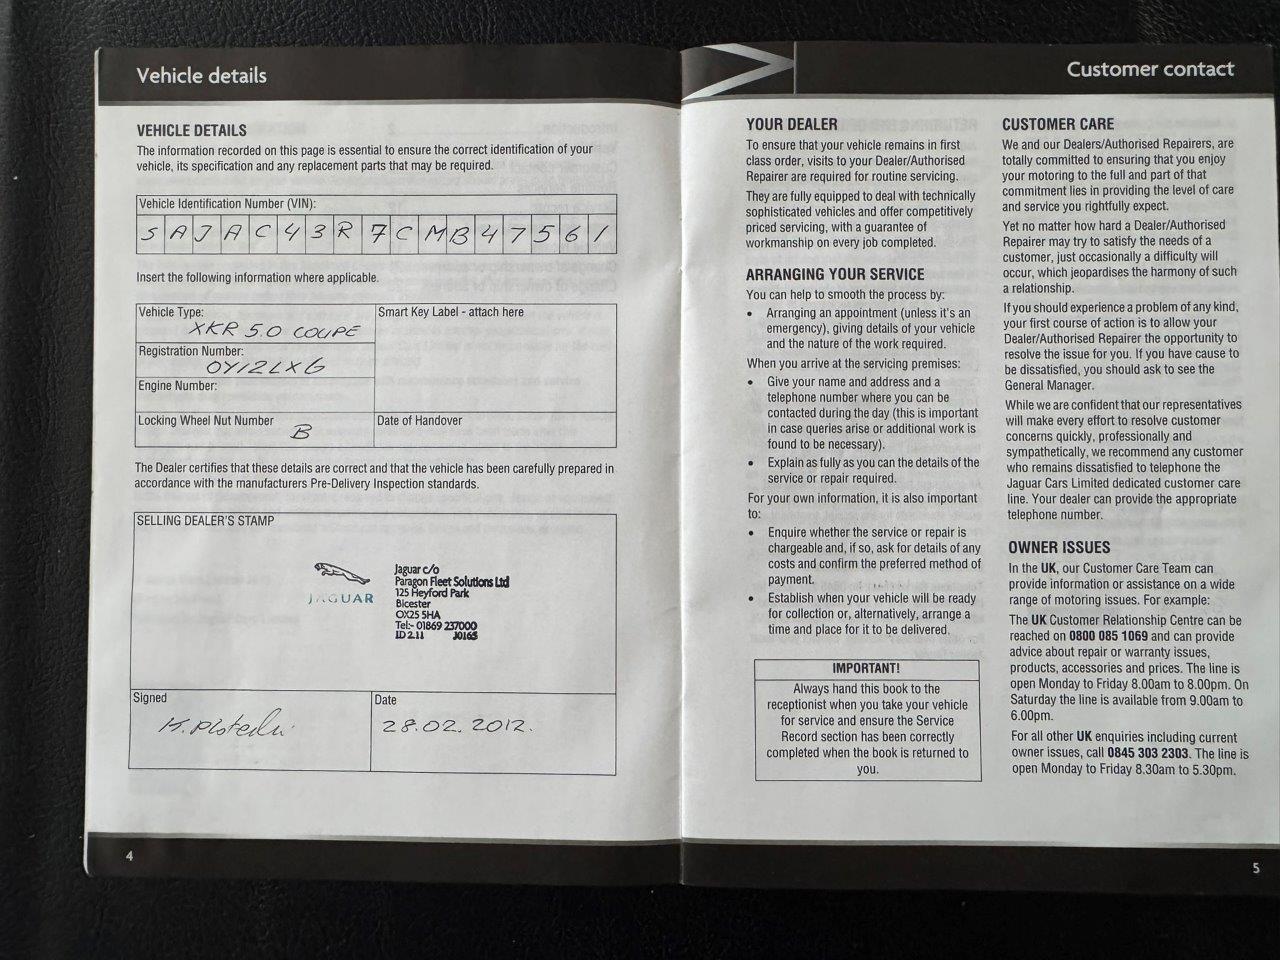 Vehicle details
VEHICLE DETAILS
The information recorded on this page is essential to ensure the correct identification of your
vehicle, its specification and any replacement parts that may be required.
Vehicle Identification Number (VIN):
S A J A C 4 3 R 7 C M B 4 7 5 6 1
Insert the following information where applicable.
Vehicle Type:
XKR 5.0 COUPE
Smart Key Label - attach here
Registration Number:
OY12LXG
Engine Number:
Locking Wheel Nut Number
B
Date of Handover
The Dealer certifies that these details are correct and that the vehicle has been carefully prepared in
accordance with the manufacturers Pre-Delivery Inspection standards.
SELLING DEALER'S STAMP
JAGUAR
Jaguar c/o
Paragon Fleet Solutions Ltd
125 Heyford Park
Bicester
OX25 5HA
Tel:- 01869 237000
ID 2.11 J0165
Signed
Date
28.02.2012.
4
Customer contact
YOUR DEALER
To ensure that your vehicle remains in first
class order, visits to your Dealer/Authorised
Repairer are required for routine servicing.
They are fully equipped to deal with technically
sophisticated vehicles and offer competitively
priced servicing, with a guarantee of
workmanship on every job completed.
ARRANGING YOUR SERVICE
You can help to smooth the process by:
• Arranging an appointment (unless it's an
emergency), giving details of your vehicle
and the nature of the work required.
When you arrive at the servicing premises:
• Give your name and address and a
telephone number where you can be
contacted during the day (this is important
in case queries arise or additional work is
found to be necessary).
• Explain as fully as you can the details of the
service or repair required.
For your own information, it is also important
to:
• Enquire whether the service or repair is
chargeable and, if so, ask for details of any
costs and confirm the preferred method of
payment.
• Establish when your vehicle will be ready
for collection or, alternatively, arrange a
time and place for it to be delivered.
IMPORTANT!
Always hand this book to the
receptionist when you take your vehicle
for service and ensure the Service
Record section has been correctly
completed when the book is returned to
you.
CUSTOMER CARE
We and our Dealers/Authorised Repairers, are
totally committed to ensuring that you enjoy
your motoring to the full and part of that
commitment lies in providing the level of care
and service you rightfully expect.
Yet no matter how hard a Dealer/Authorised
Repairer may try to satisfy the needs of a
customer, just occasionally a difficulty will
occur, which jeopardises the harmony of such
a relationship.
If you should experience a problem of any kind,
your first course of action is to allow your
Dealer/Authorised Repairer the opportunity to
resolve the issue for you. If you have cause to
be dissatisfied, you should ask to see the
General Manager.
While we are confident that our representatives
will make every effort to resolve customer
concerns quickly, professionally and
sympathetically, we recommend any customer
who remains dissatisfied to telephone the
Jaguar Cars Limited dedicated customer care
line. Your dealer can provide the appropriate
telephone number.
OWNER ISSUES
In the UK, our Customer Care Team can
provide information or assistance on a wide
range of motoring issues. For example:
The UK Customer Relationship Centre can be
reached on 0800 085 1069 and can provide
advice about repair or warranty issues,
products, accessories and prices. The line is
open Monday to Friday 8.00am to 8.00pm. On
Saturday the line is available from 9.00am to
6.00pm.
For all other UK enquiries including current
owner issues, call 0845 303 2303. The line is
open Monday to Friday 8.30am to 5.30pm.
5